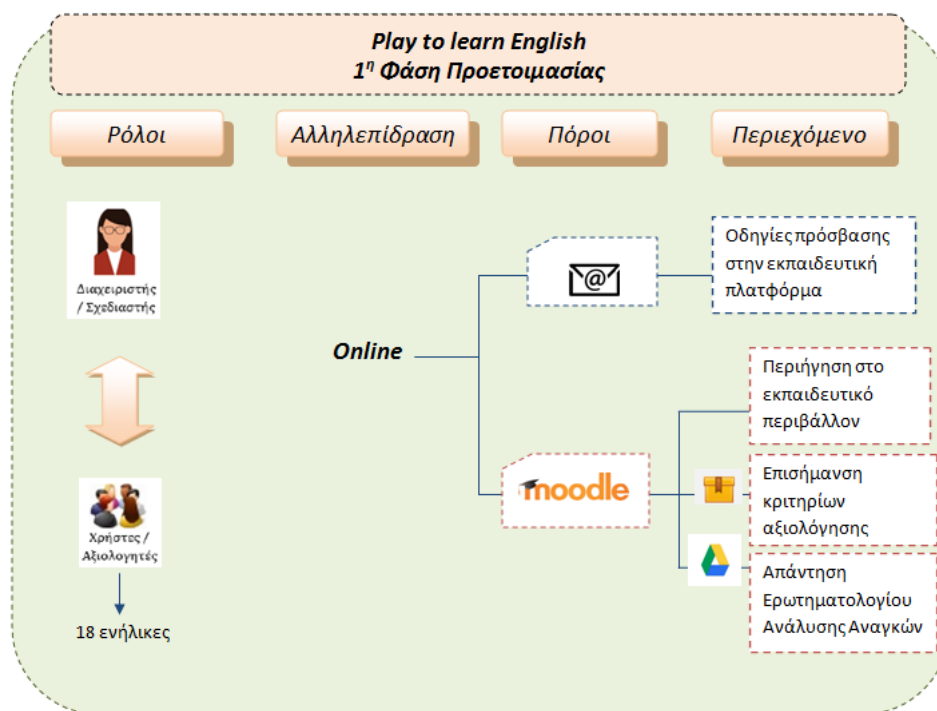 Play to learn English
1η Φάση Προετοιμασίας
Ρόλοι
Αλληλεπίδραση
Πόροι
Περιεχόμενο
Διαχειριστής
/ Σχεδιαστής
Χρήστες /
Αξιολογητές
18 ενήλικες
Online
@
moodle
Οδηγίες πρόσβασης
στην εκπαιδευτική
πλατφόρμα
Περιήγηση στο
εκπαιδευτικό
περιβάλλον
Επισήμανση
κριτηρίων
αξιολόγησης
Απάντηση
Ερωτηματολογίου
Ανάλυσης Αναγκών